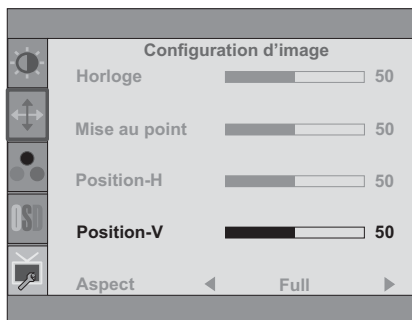 Configuration d’image
Horloge 50
Mise au point 50
Position-H 50
OSD
Position-V 50
Aspect Full